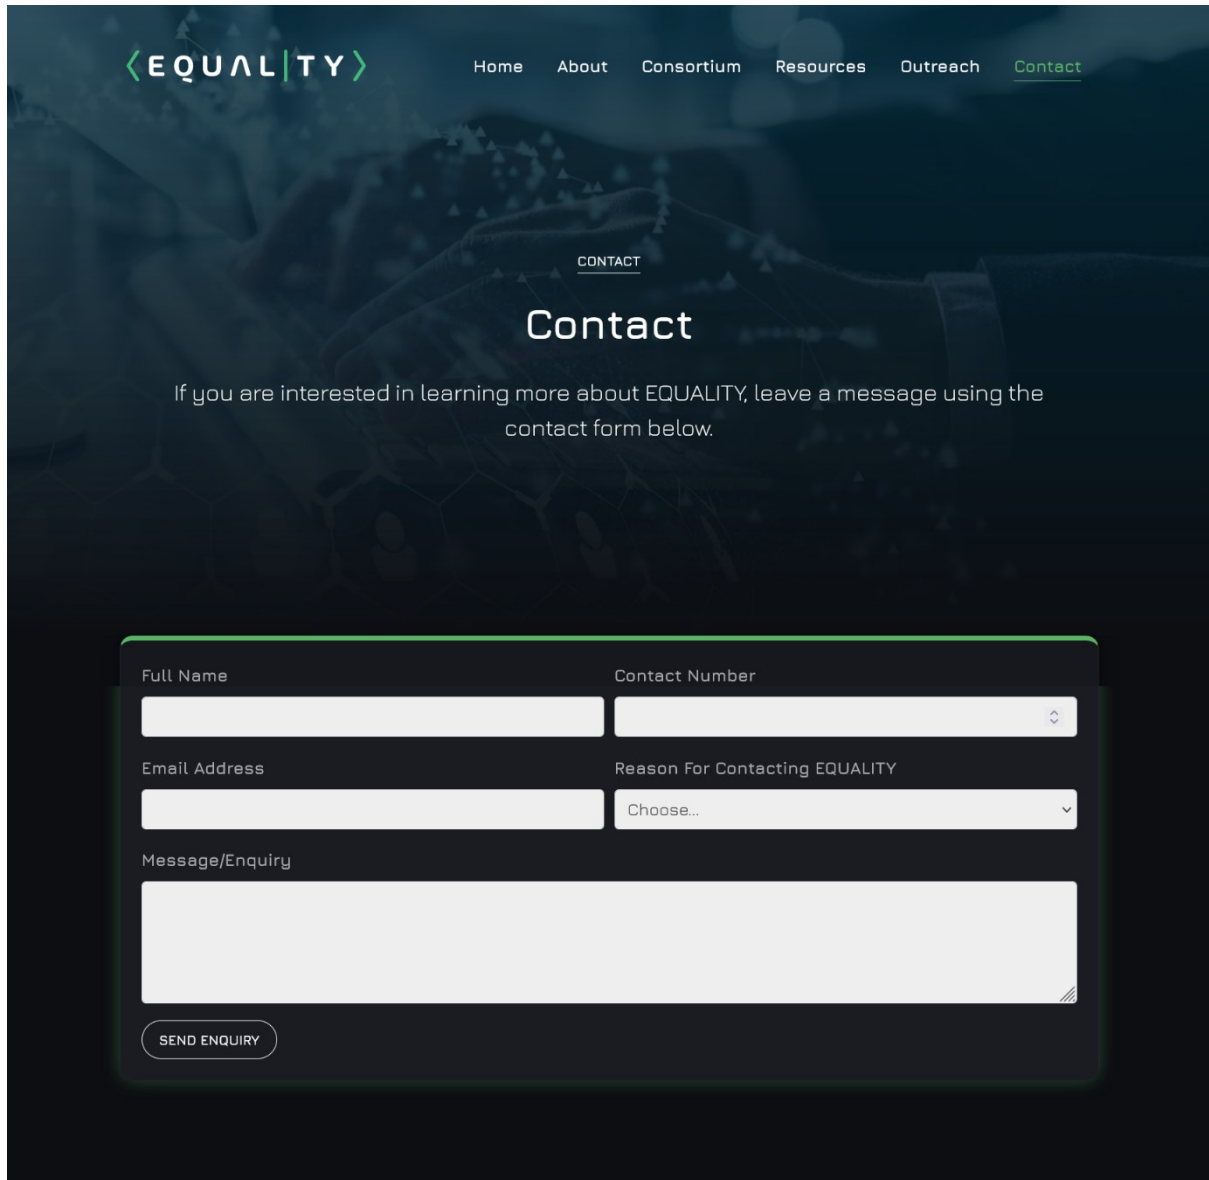 ⟨EQUAL|TY⟩
Home About Consortium Resources Outreach Contact
CONTACT
Contact
If you are interested in learning more about EQUALITY, leave a message using the
contact form below.
Full Name Contact Number
Email Address Reason For Contacting EQUALITY
Choose...
Message/Enquiry
SEND ENQUIRY